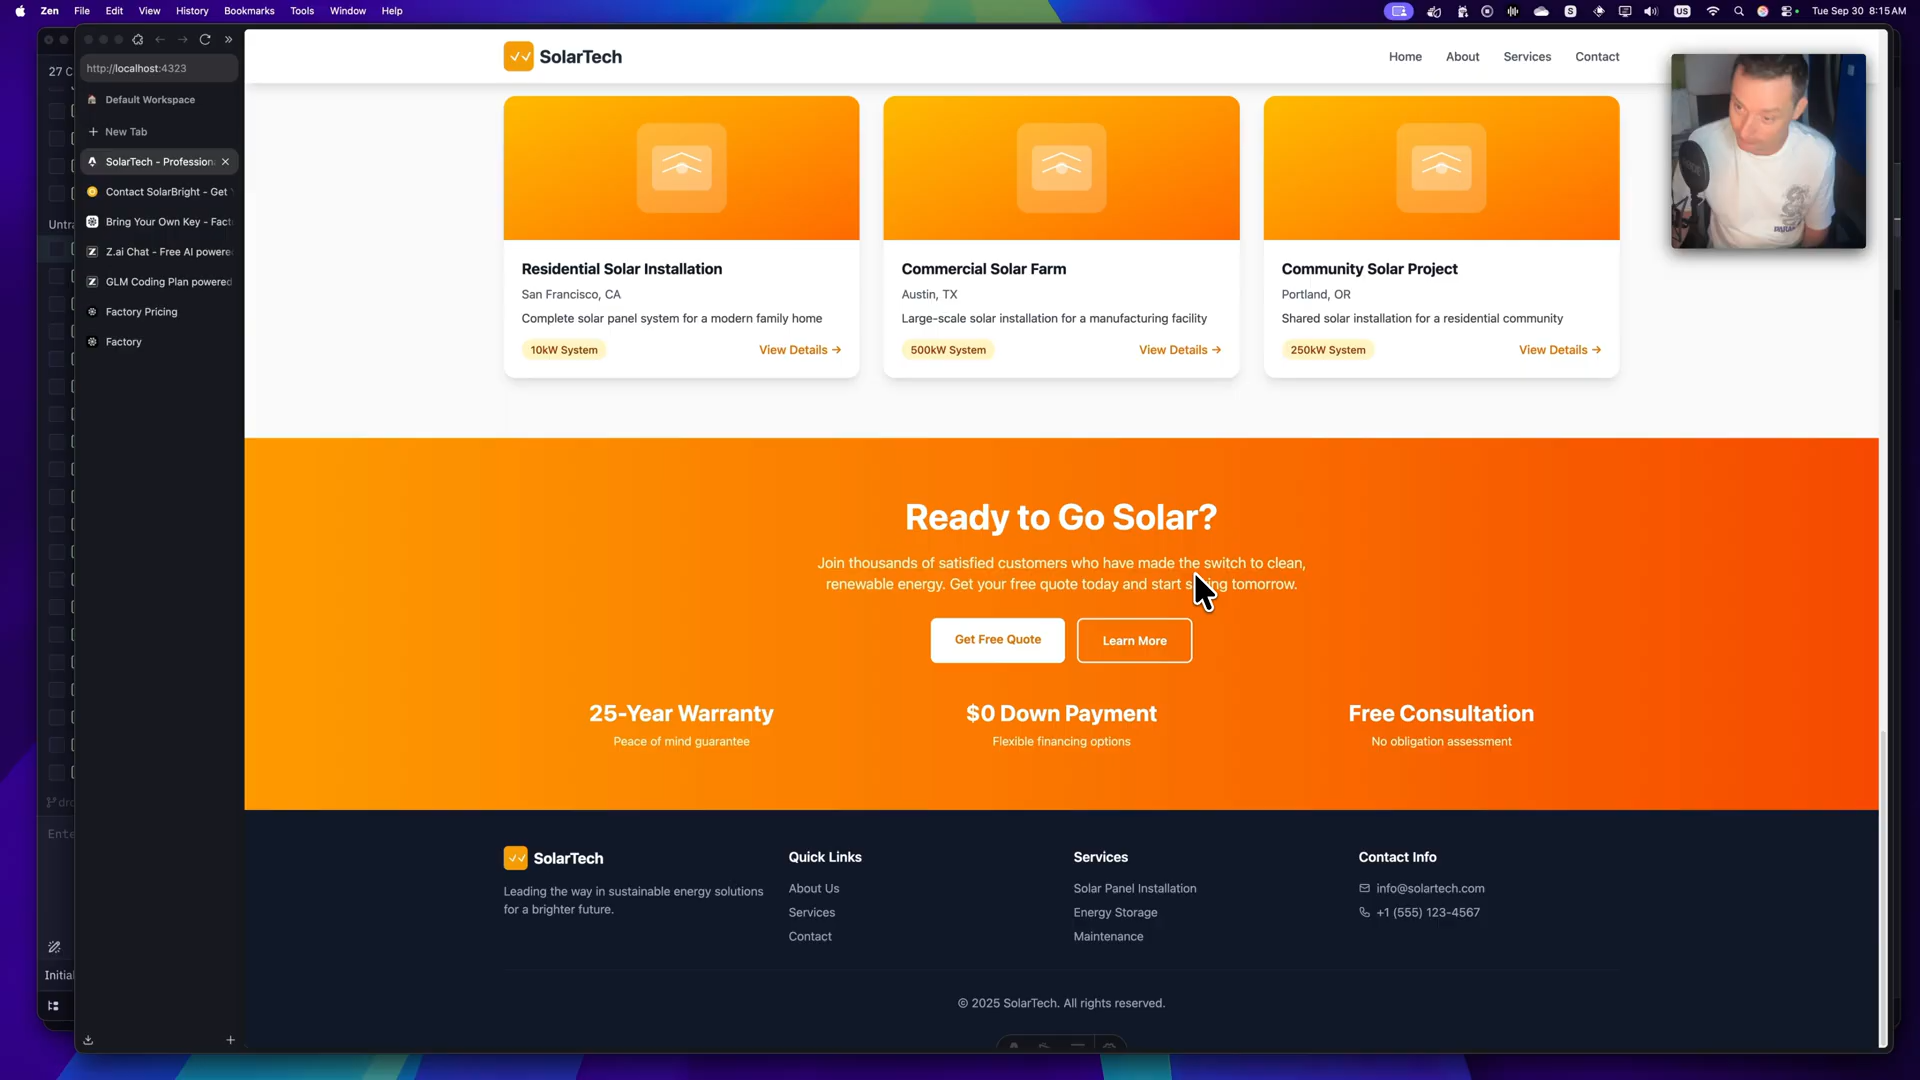 Zen File Edit View History Bookmarks Tools Window Help
US
Tue Sep 30 8:15 AM
27 C
http://localhost:4323
Default Workspace
New Tab
SolarTech - Profession
Contact SolarBright - Get
Bring Your Own Key - Fact
Z.ai Chat - Free AI powere
GLM Coding Plan powered
Factory Pricing
Factory
Untra
Ente
Initial
SolarTech
Home About Services Contact
Residential Solar Installation
San Francisco, CA
Complete solar panel system for a modern family home
10kW System View Details →
Commercial Solar Farm
Austin, TX
Large-scale solar installation for a manufacturing facility
500kW System View Details →
Community Solar Project
Portland, OR
Shared solar installation for a residential community
250kW System View Details →
Ready to Go Solar?
Join thousands of satisfied customers who have made the switch to clean,
renewable energy. Get your free quote today and start tomorrow.
Get Free Quote Learn More
25-Year Warranty
Peace of mind guarantee
$0 Down Payment
Flexible financing options
Free Consultation
No obligation assessment
SolarTech
Leading the way in sustainable energy solutions
for a brighter future.
Quick Links
About Us
Services
Contact
Services
Solar Panel Installation
Energy Storage
Maintenance
Contact Info
info@solartech.com
+1 (555) 123-4567
© 2025 SolarTech. All rights reserved.